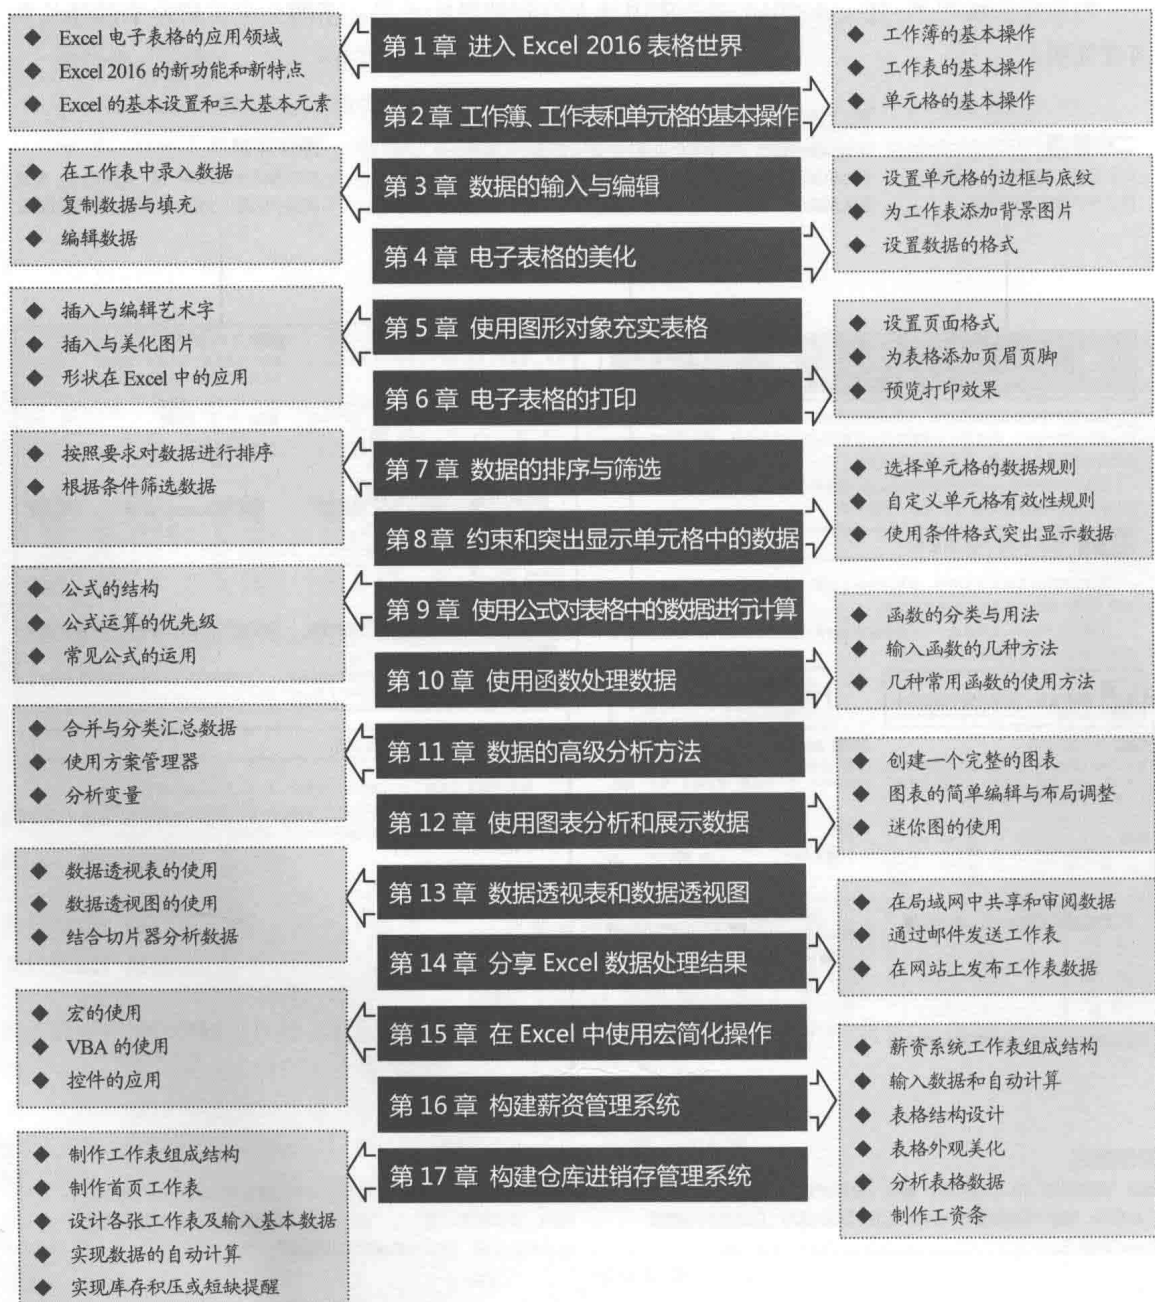 第 1 章 进入 Excel 2016 表格世界
◆ Excel 电子表格的应用领域
◆ Excel 2016 的新功能和新特点
◆ Excel 的基本设置和三大基本元素
第 2 章 工作簿、工作表和单元格的基本操作
◆ 工作簿的基本操作
◆ 工作表的基本操作
◆ 单元格的基本操作
第 3 章 数据的输入与编辑
◆ 在工作表中录入数据
◆ 复制数据与填充
◆ 编辑数据
第 4 章 电子表格的美化
◆ 设置单元格的边框与底纹
◆ 为工作表添加背景图片
◆ 设置数据的格式
第 5 章 使用图形对象充实表格
◆ 插入与编辑艺术字
◆ 插入与美化图片
◆ 形状在 Excel 中的应用
第 6 章 电子表格的打印
◆ 设置页面格式
◆ 为表格添加页眉页脚
◆ 预览打印效果
第 7 章 数据的排序与筛选
◆ 按照要求对数据进行排序
◆ 根据条件筛选数据
第 8 章 约束和突出显示单元格中的数据
◆ 选择单元格的数据规则
◆ 自定义单元格有效性规则
◆ 使用条件格式突出显示数据
第 9 章 使用公式对表格中的数据进行计算
◆ 公式的结构
◆ 公式运算的优先级
◆ 常见公式的运用
第 10 章 使用函数处理数据
◆ 函数的分类与用法
◆ 输入函数的几种方法
◆ 几种常用函数的使用方法
第 11 章 数据的高级分析方法
◆ 合并与分类汇总数据
◆ 使用方案管理器
◆ 分析变量
第 12 章 使用图表分析和展示数据
◆ 创建一个完整的图表
◆ 图表的简单编辑与布局调整
◆ 迷你图的使用
第 13 章 数据透视表和数据透视图
◆ 数据透视表的使用
◆ 数据透视图的使用
◆ 结合切片器分析数据
第 14 章 分享 Excel 数据处理结果
◆ 在局域网中共享和审阅数据
◆ 通过邮件发送工作表
◆ 在网站上发布工作表数据
第 15 章 在 Excel 中使用宏简化操作
◆ 宏的使用
◆ VBA 的使用
◆ 控件的应用
第 16 章 构建薪资管理系统
◆ 薪资系统工作表组成结构
◆ 输入数据和自动计算
◆ 表格结构设计
◆ 表格外观美化
◆ 分析表格数据
◆ 制作工资条
第 17 章 构建仓库进销存管理系统
◆ 制作工作表组成结构
◆ 制作首页工作表
◆ 设计各张工作表及输入基本数据
◆ 实现数据的自动计算
◆ 实现库存积压或短缺提醒